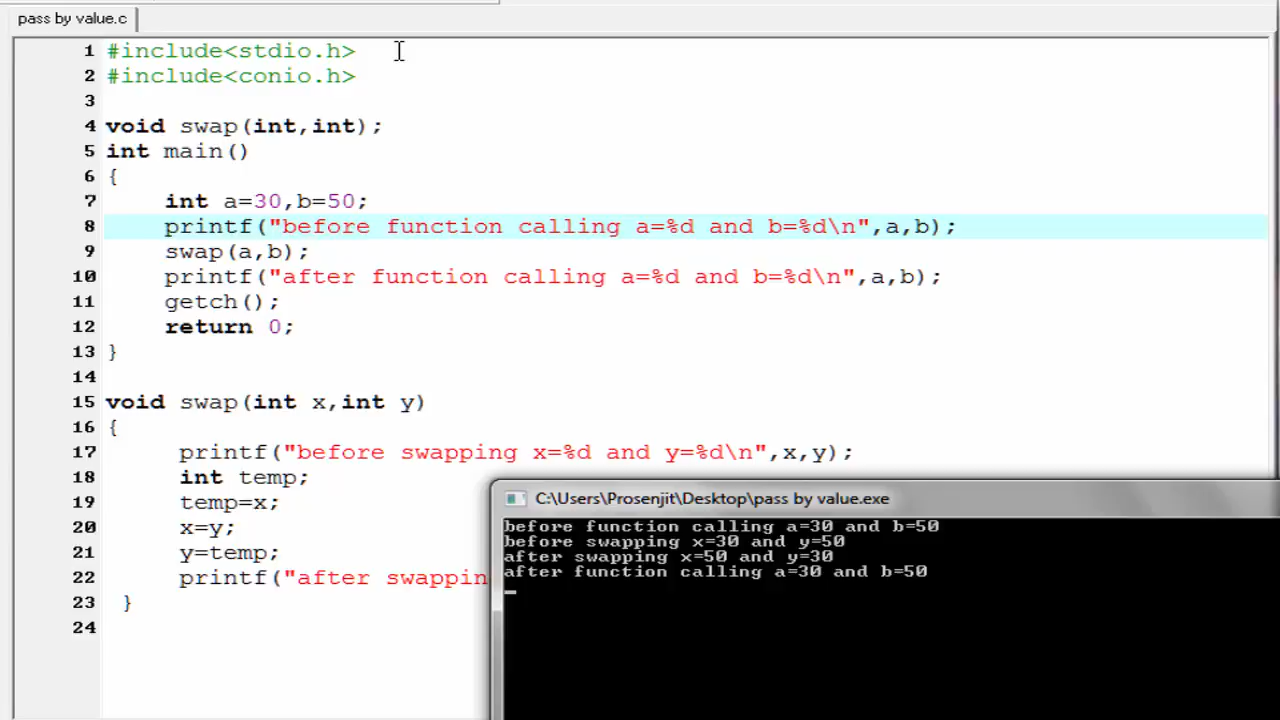 pass by value.c
1 #include<stdio.h>
2 #include<conio.h>
3
4 void swap(int,int);
5 int main()
6 {
7 int a=30,b=50;
8 printf("before function calling a=%d and b=%d\n",a,b);
9 swap(a,b);
10 printf("after function calling a=%d and b=%d\n",a,b);
11 getch();
12 return 0;
13 }
14
15 void swap(int x,int y)
16 {
17 printf("before swapping x=%d and y=%d\n",x,y);
18 int temp;
19 temp=x;
20 x=y;
21 y=temp;
22 printf("after swappin
23 }
24
C:\Users\Prosenjit\Desktop\pass by value.exe
before function calling a=30 and b=50
before swapping x=30 and y=50
after swapping x=50 and y=30
after function calling a=30 and b=50